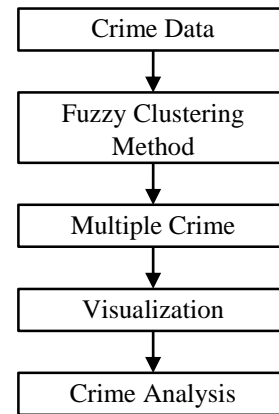 Crime Data
Fuzzy Clustering
Method
Multiple Crime
Visualization
Crime Analysis